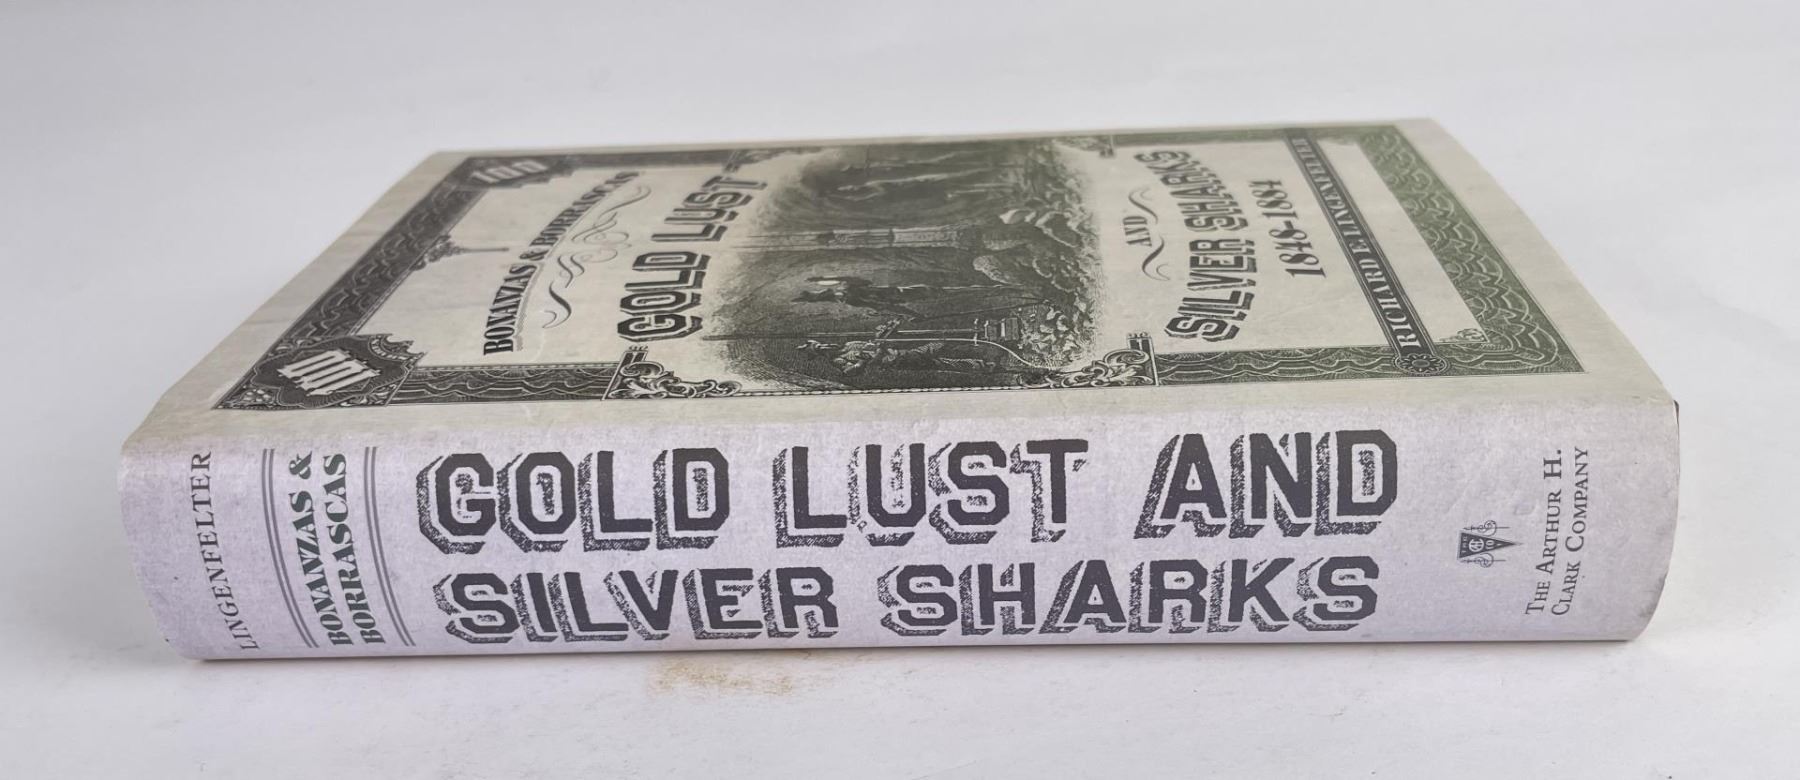 100
100
BONANZAS & BORRASCAS
GOLD LUST
AND
SILVER SHARKS
1848-1884
RICHARD E LINGENFELTER
LINGENFELTER
BONANZAS &
BORRASCAS
GOLD LUST AND
SILVER SHARKS
THE ARTHUR H.
CLARK COMPANY